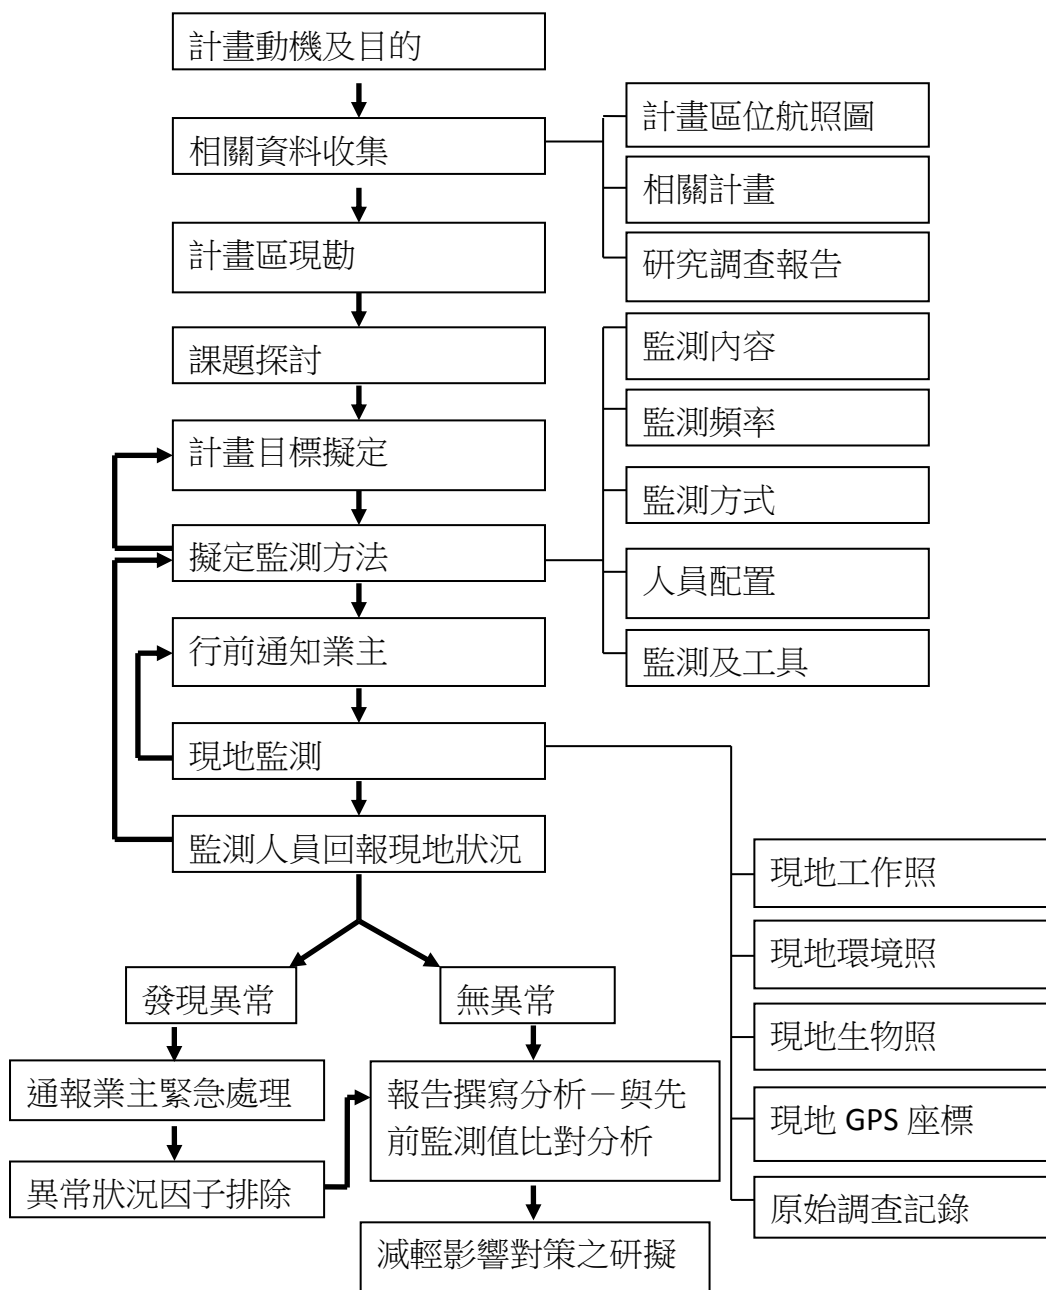 計畫動機及目的
相關資料收集
計畫區位航照圖
相關計畫
研究調查報告
計畫區現勘
課題探討
計畫目標擬定
擬定監測方法
監測內容
監測頻率
監測方式
人員配置
監測及工具
行前通知業主
現地監測
監測人員回報現地狀況
現地工作照
現地環境照
現地生物照
現地 GPS 座標
原始調查記錄
發現異常
無異常
通報業主緊急處理
異常狀況因子排除
報告撰寫分析－與先
前監測值比對分析
減輕影響對策之研擬